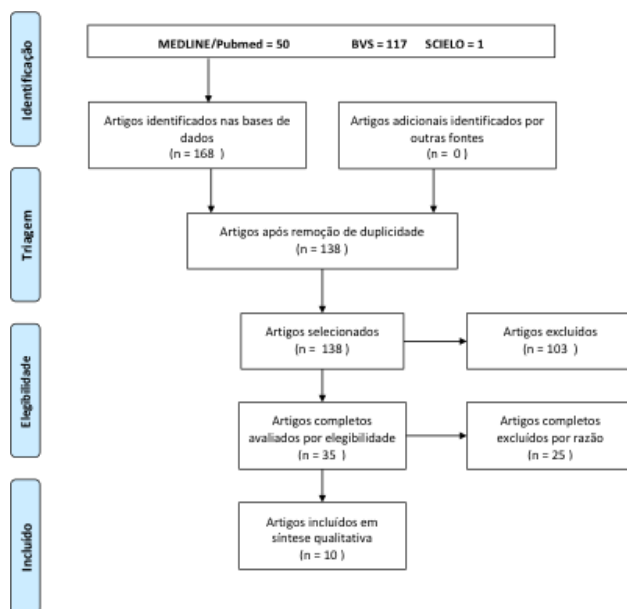 Identificação
MEDLINE/Pubmed = 50 BVS = 117 SCIELO = 1
Artigos identificados nas bases de
dados
(n = 168 )
Artigos adicionais identificados por
outras fontes
(n = 0 )
Triagem
Artigos após remoção de duplicidade
(n = 138 )
Elegibilidade
Artigos selecionados
(n = 138 )
Artigos excluídos
(n = 103 )
Artigos completos
avaliados por elegibilidade
(n = 35 )
Artigos completos
excluídos por razão
(n = 25 )
Incluído
Artigos incluídos em
síntese qualitativa
(n = 10 )